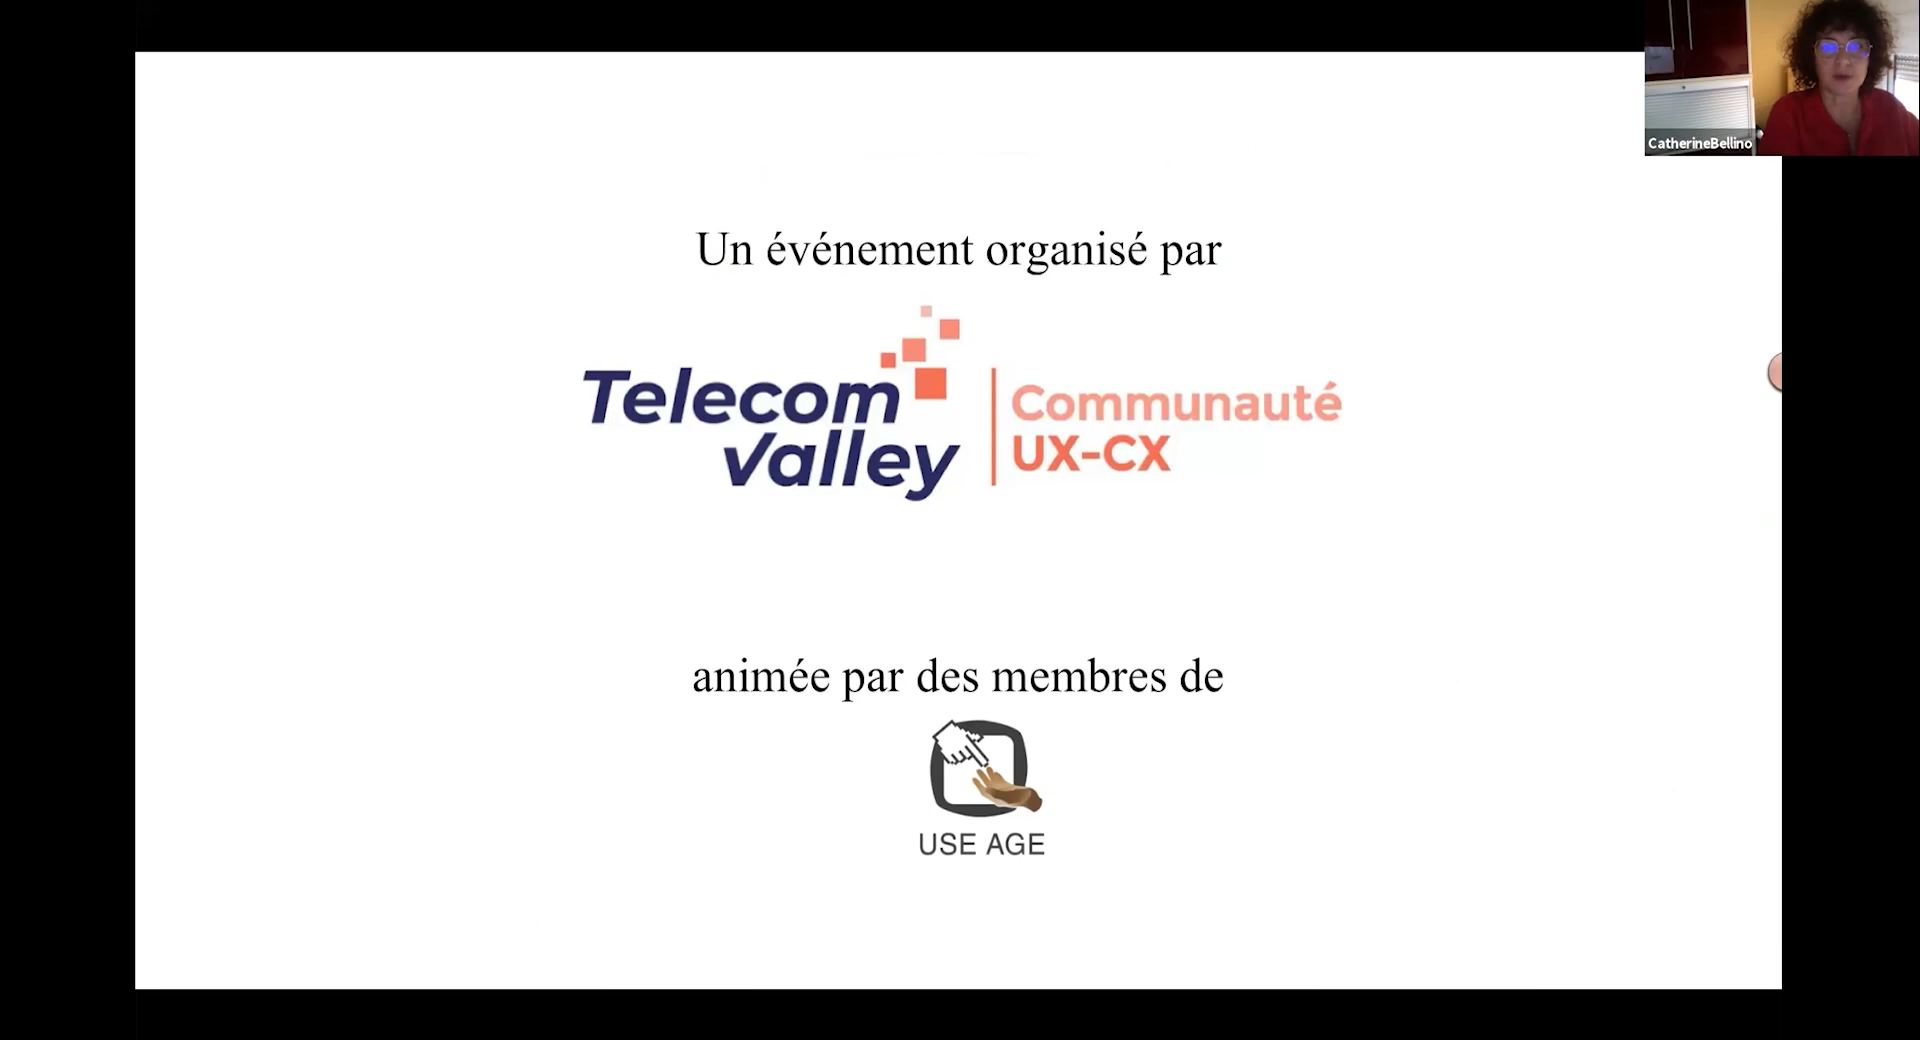 CatherineBellino
Un événement organisé par
Telecom
valley
Communauté
UX-CX
animée par des membres de
USE AGE